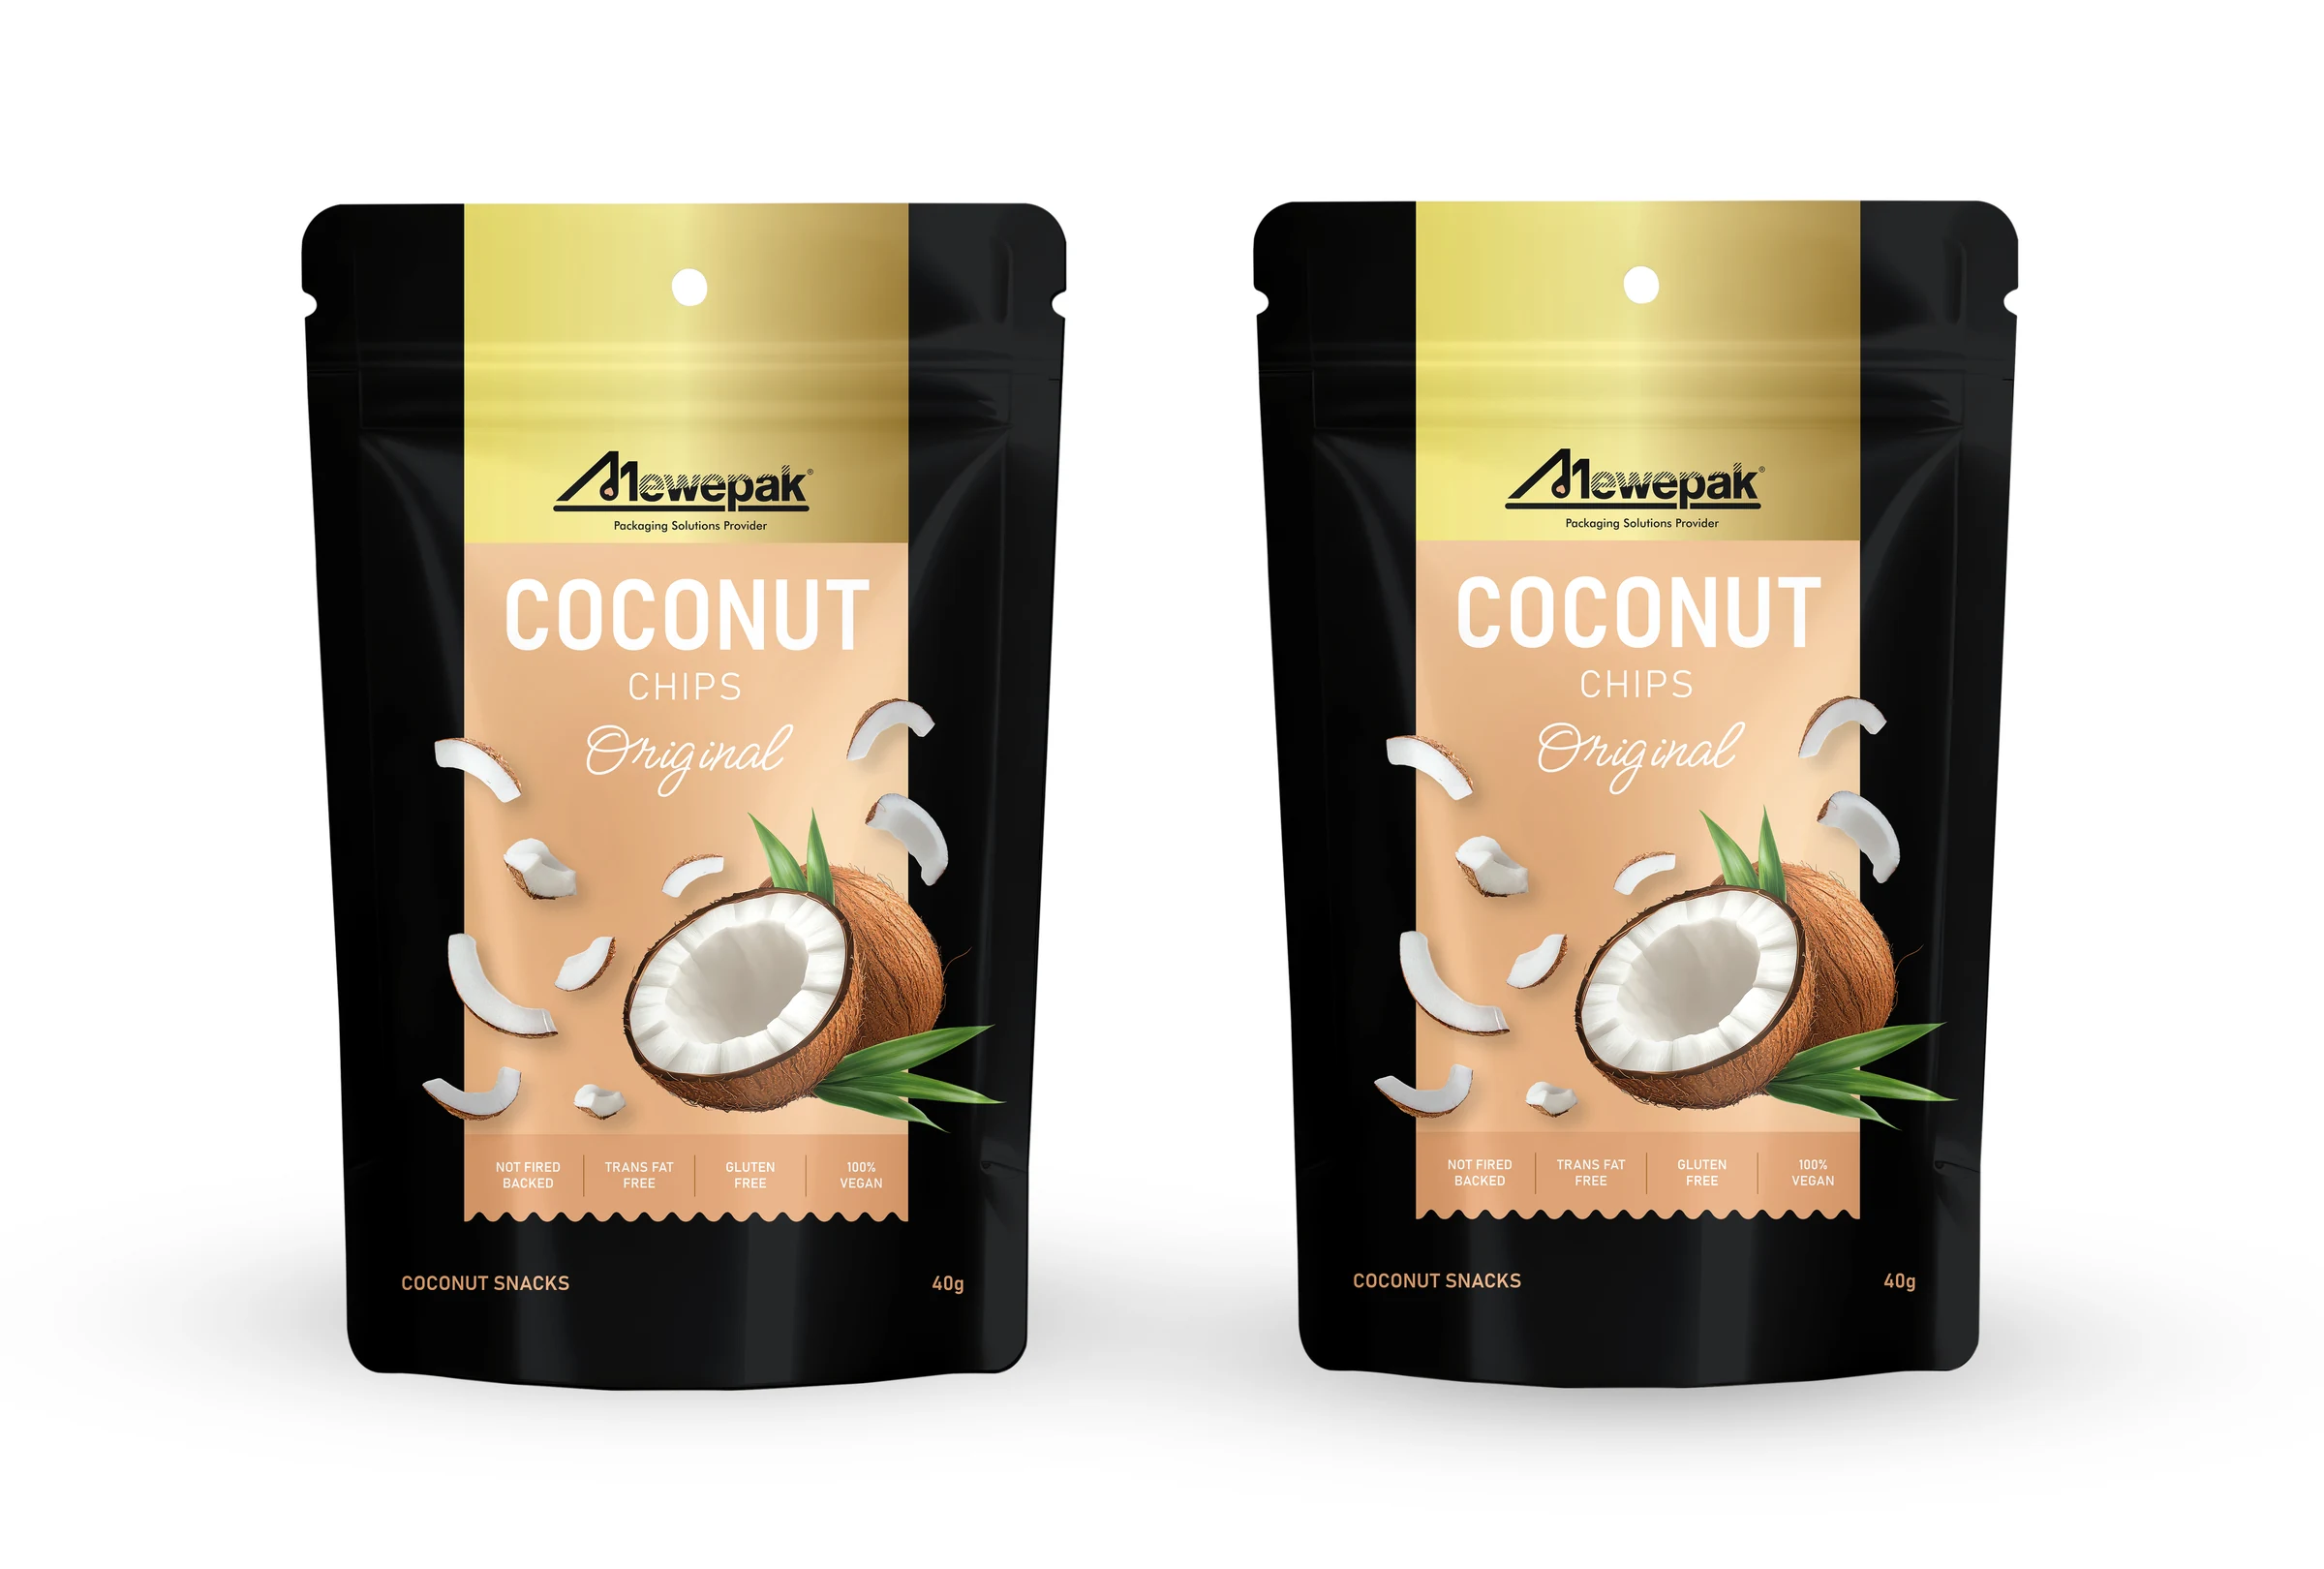 Mewepak®
Packaging Solutions Provider
COCONUT
CHIPS
Original
NOT FIRED
BACKED
TRANS FAT
FREE
GLUTEN
FREE
100%
VEGAN
COCONUT SNACKS
40g
Mewepak®
Packaging Solutions Provider
COCONUT
CHIPS
Original
NOT FIRED
BACKED
TRANS FAT
FREE
GLUTEN
FREE
100%
VEGAN
COCONUT SNACKS
40g